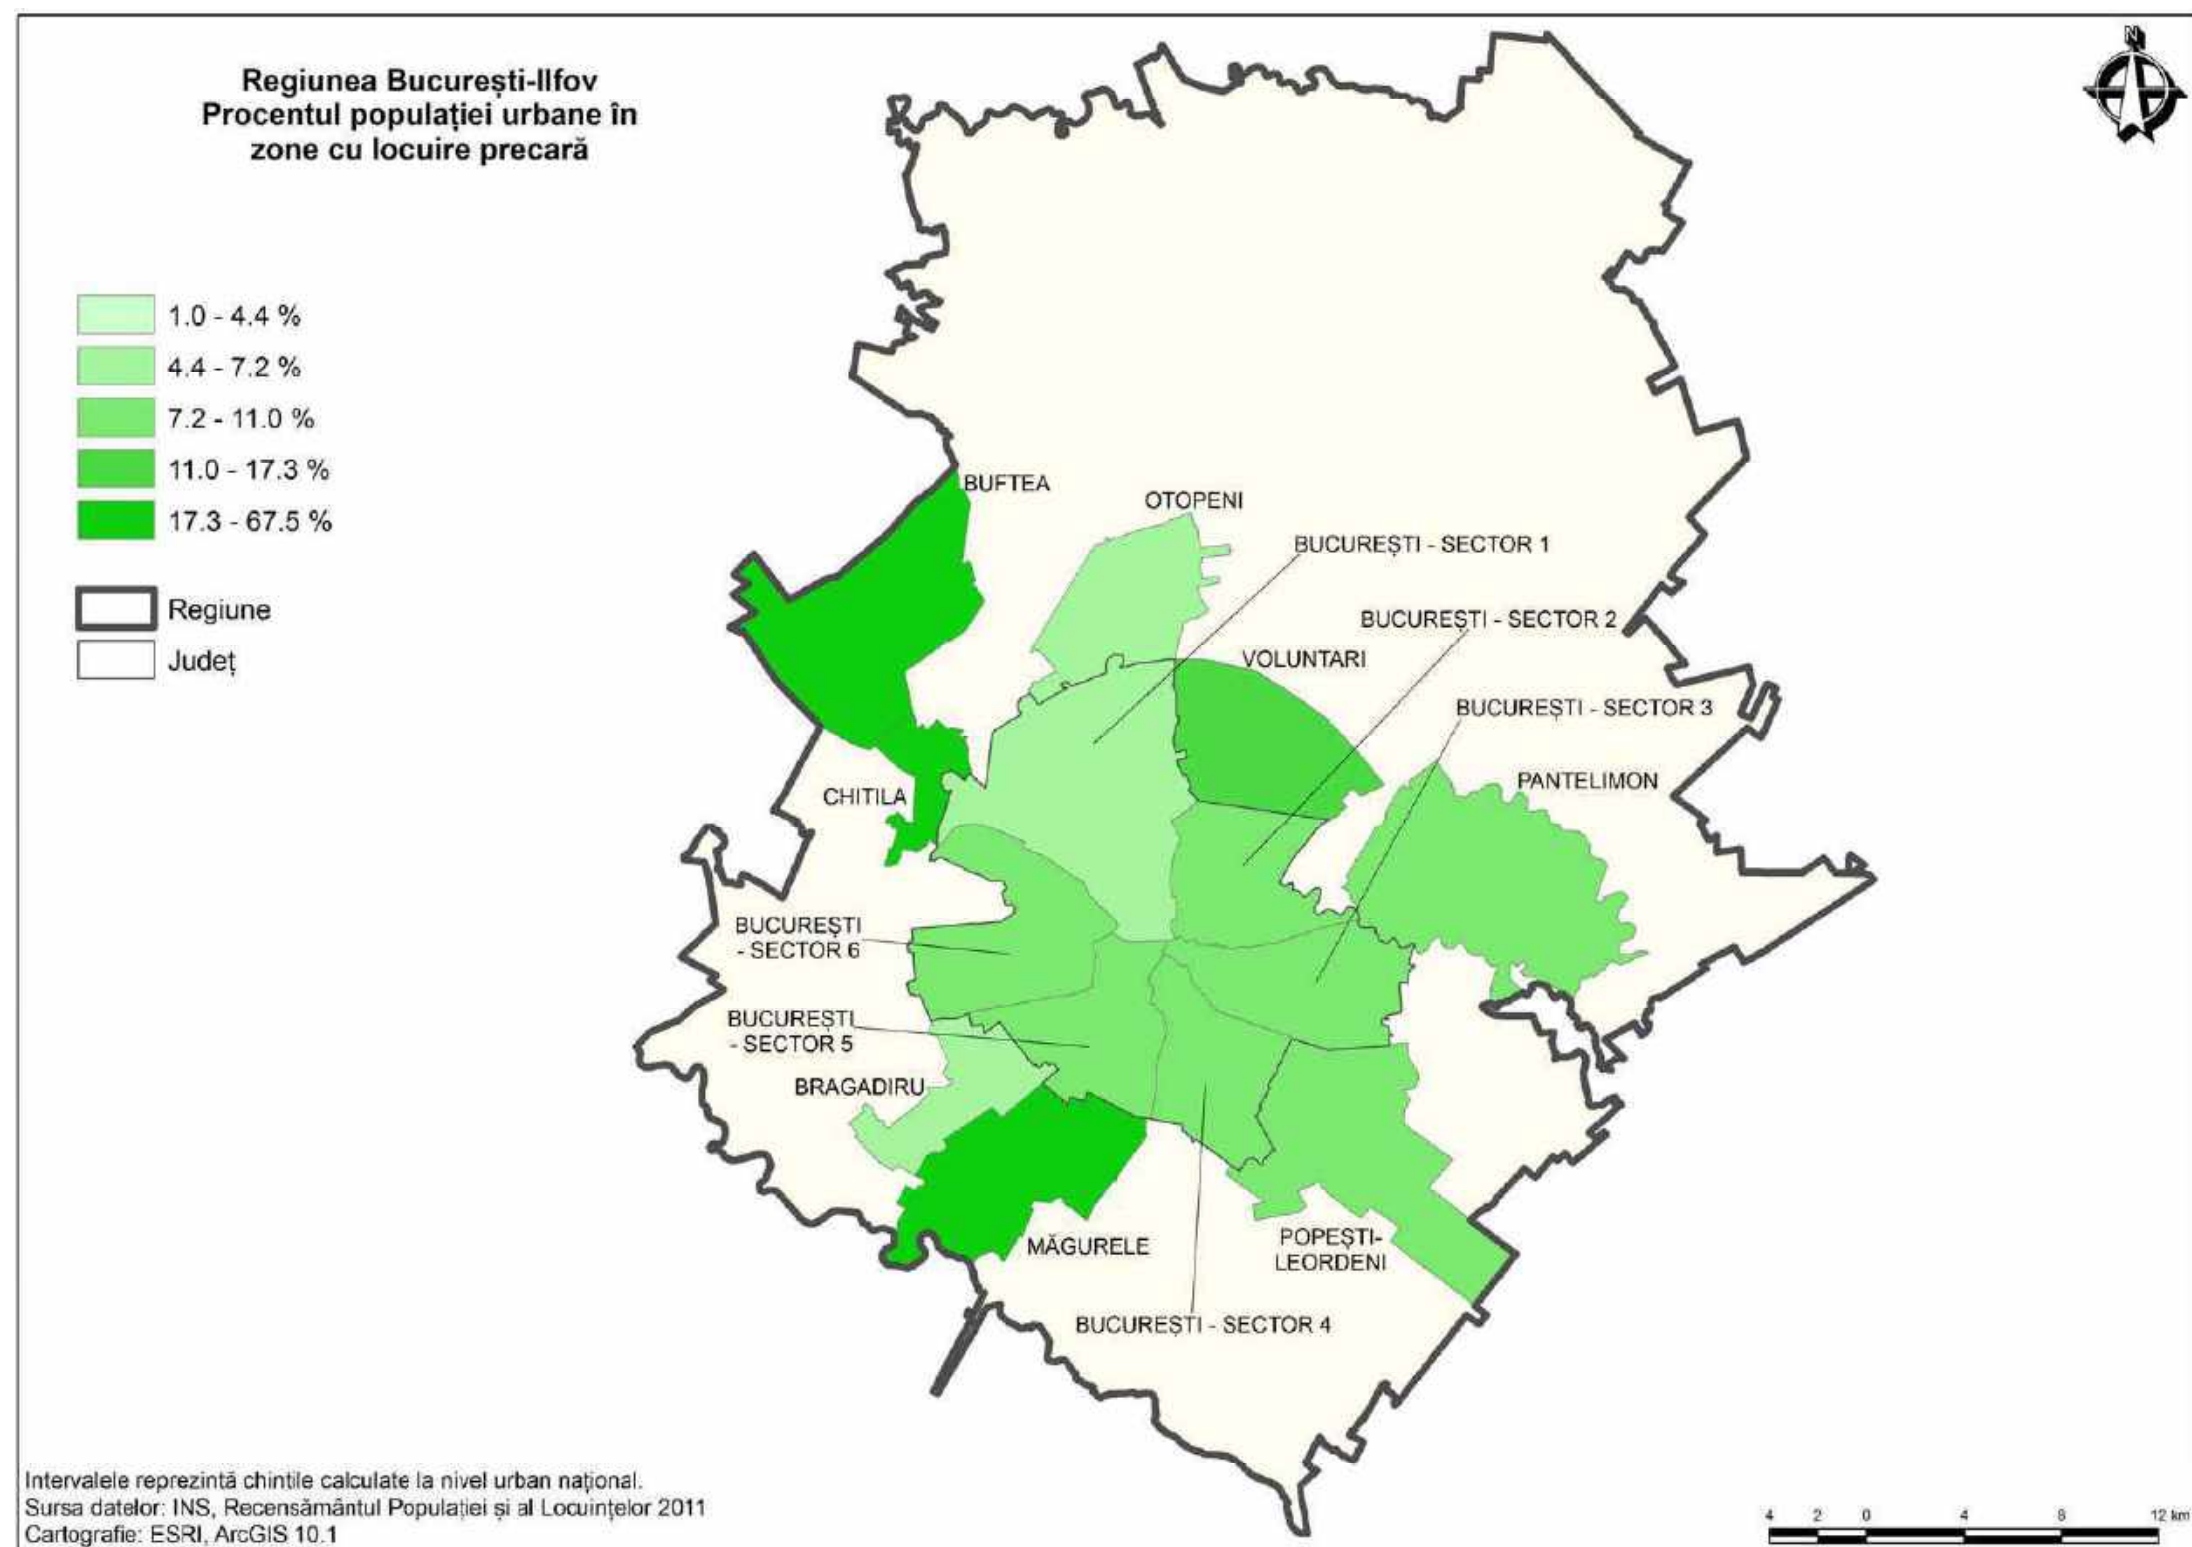 Regiunea București-Ilfov
Procentul populației urbane în
zone cu locuire precară
N
1.0 - 4.4 %
4.4 - 7.2 %
7.2 - 11.0 %
11.0 - 17.3 %
17.3 - 67.5 %
Regiune
Județ
BUFTEA
OTOPENI
BUCUREȘTI - SECTOR 1
BUCUREȘTI - SECTOR 2
VOLUNTARI
BUCUREȘTI - SECTOR 3
PANTELIMON
CHITILA
BUCUREȘTI
- SECTOR 6
BUCUREȘTI
- SECTOR 5
BRAGADIRU
MĂGURELE
POPEȘTI-
LEORDENI
BUCUREȘTI - SECTOR 4
Intervalele reprezintă chintile calculate la nivel urban național.
Sursa datelor: INS, Recensământul Populației și al Locuințelor 2011
Cartografie: ESRI, ArcGIS 10.1
4 2 0 4 8 12 km